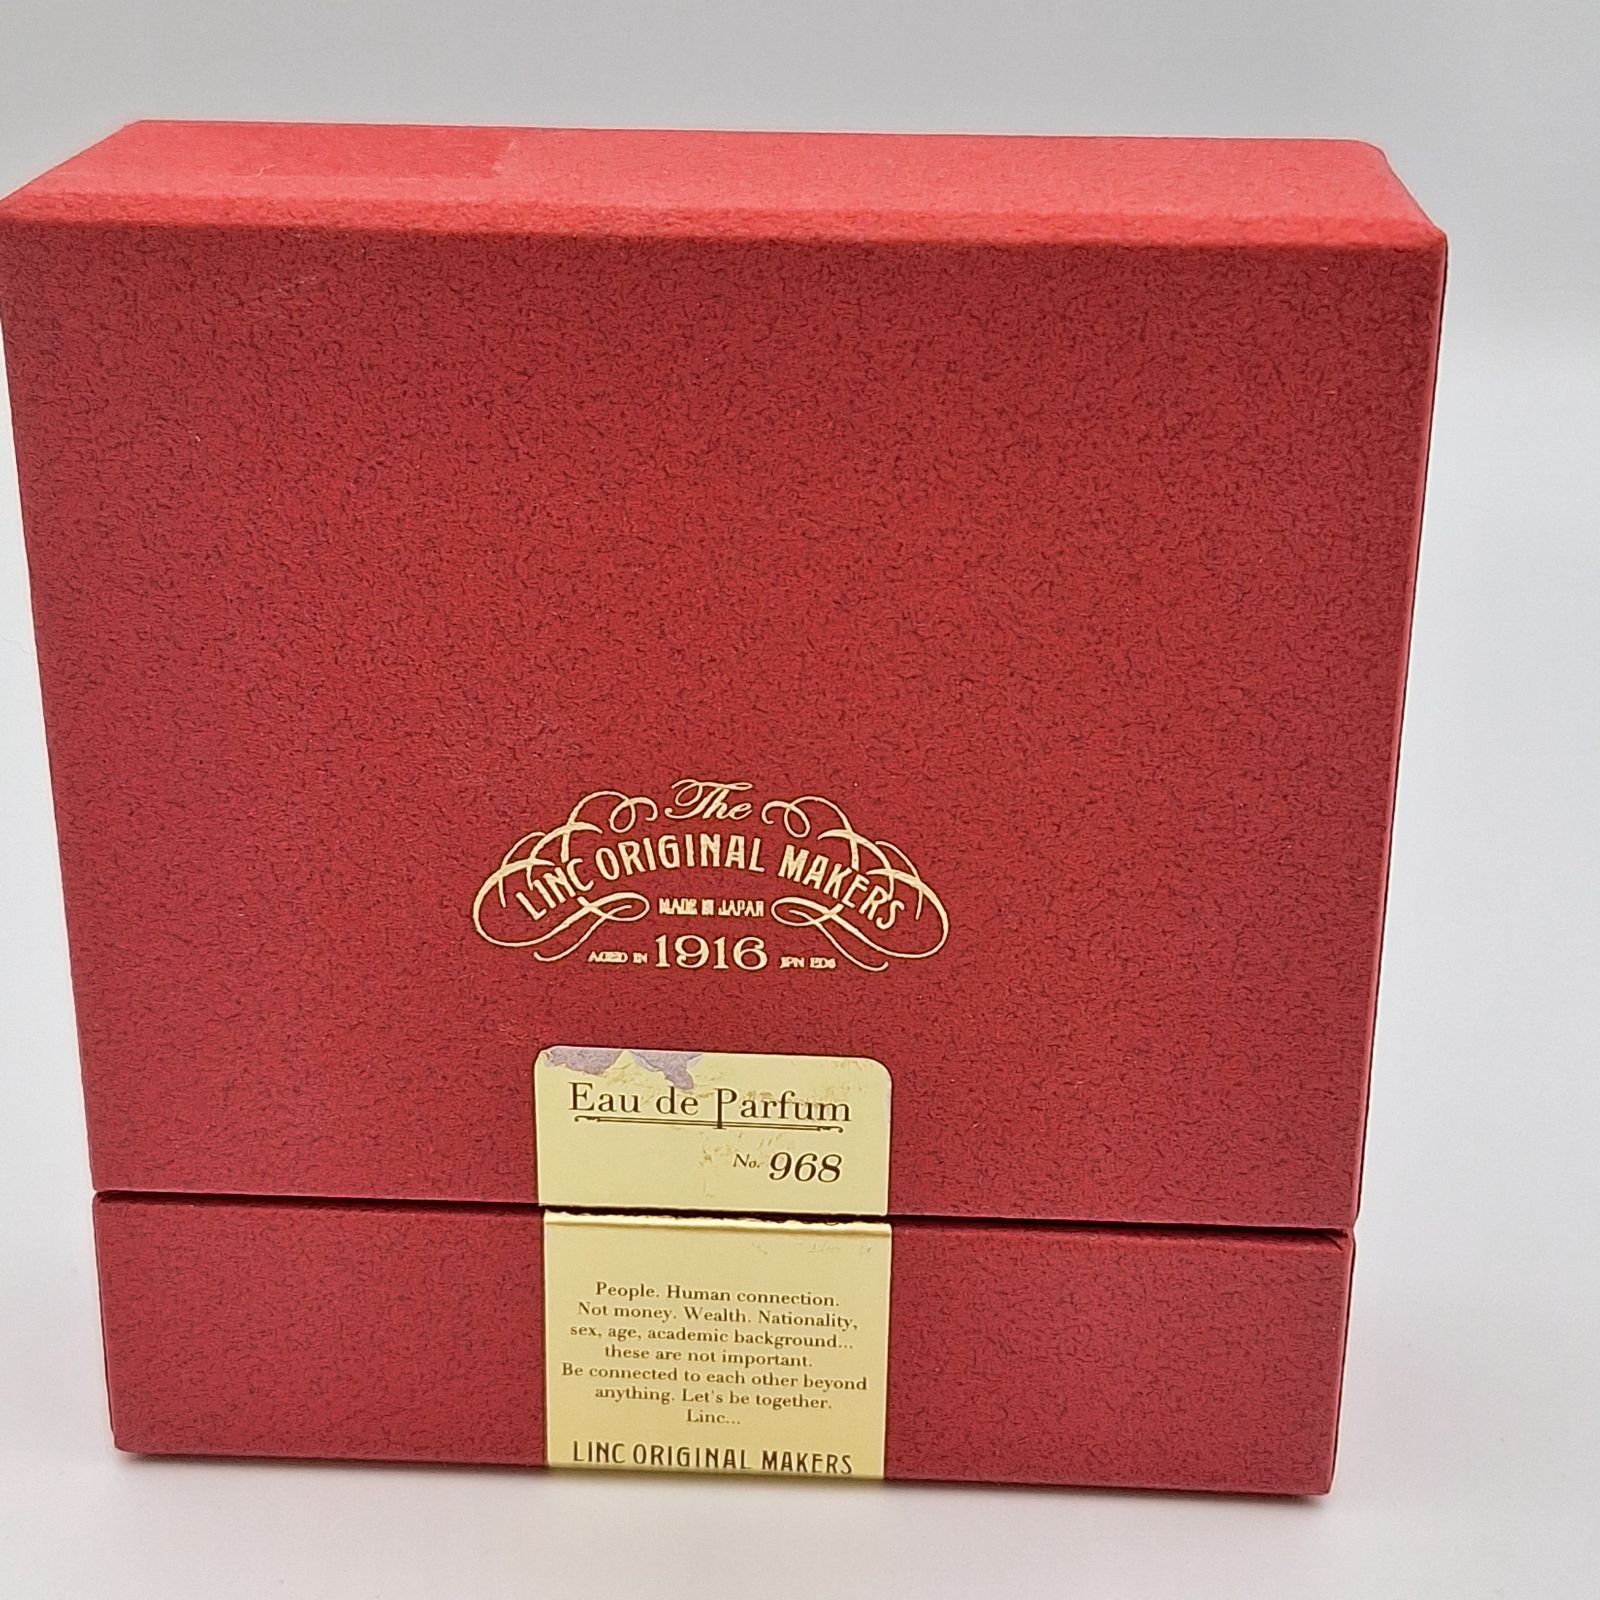 The
LINC ORIGINAL MAKERS
MADE IN JAPAN
AGED IN 1916 JPN EDS
Eau de Parfum
No. 968
People. Human connection.
Not money. Wealth. Nationality,
sex, age, academic background...
these are not important.
Be connected to each other beyond
anything. Let's be together.
Linc...
LINC ORIGINAL MAKERS